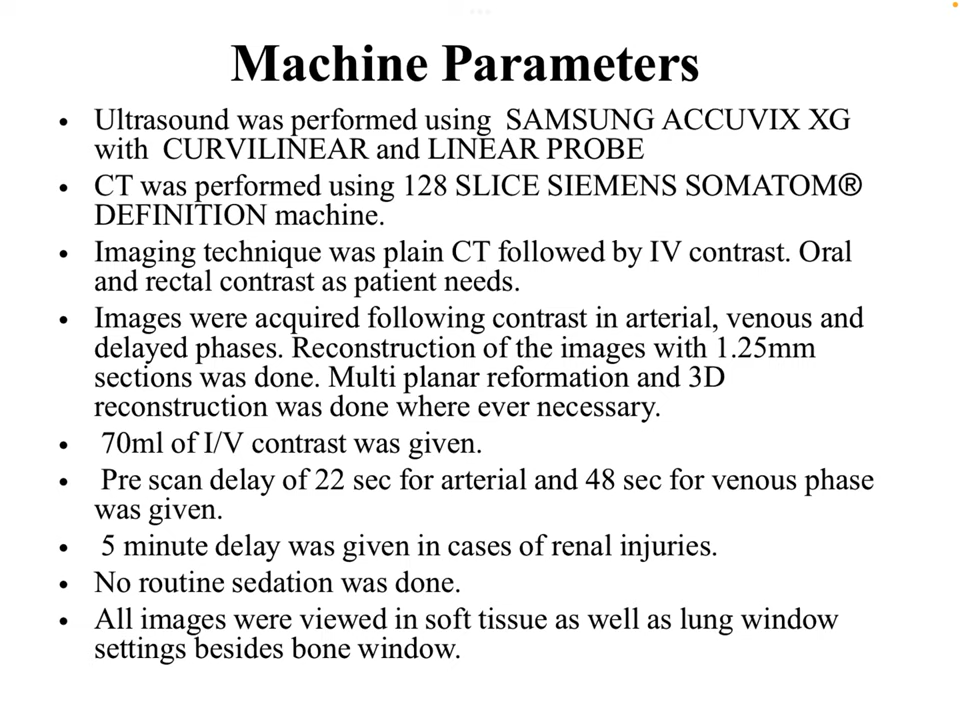 Machine Parameters
• Ultrasound was performed using SAMSUNG ACCUVIX XG
with CURVILINEAR and LINEAR PROBE
• CT was performed using 128 SLICE SIEMENS SOMATOM®
DEFINITION machine.
• Imaging technique was plain CT followed by IV contrast. Oral
and rectal contrast as patient needs.
• Images were acquired following contrast in arterial, venous and
delayed phases. Reconstruction of the images with 1.25mm
sections was done. Multi planar reformation and 3D
reconstruction was done where ever necessary.
• 70ml of I/V contrast was given.
• Pre scan delay of 22 sec for arterial and 48 sec for venous phase
was given.
• 5 minute delay was given in cases of renal injuries.
• No routine sedation was done.
• All images were viewed in soft tissue as well as lung window
settings besides bone window.